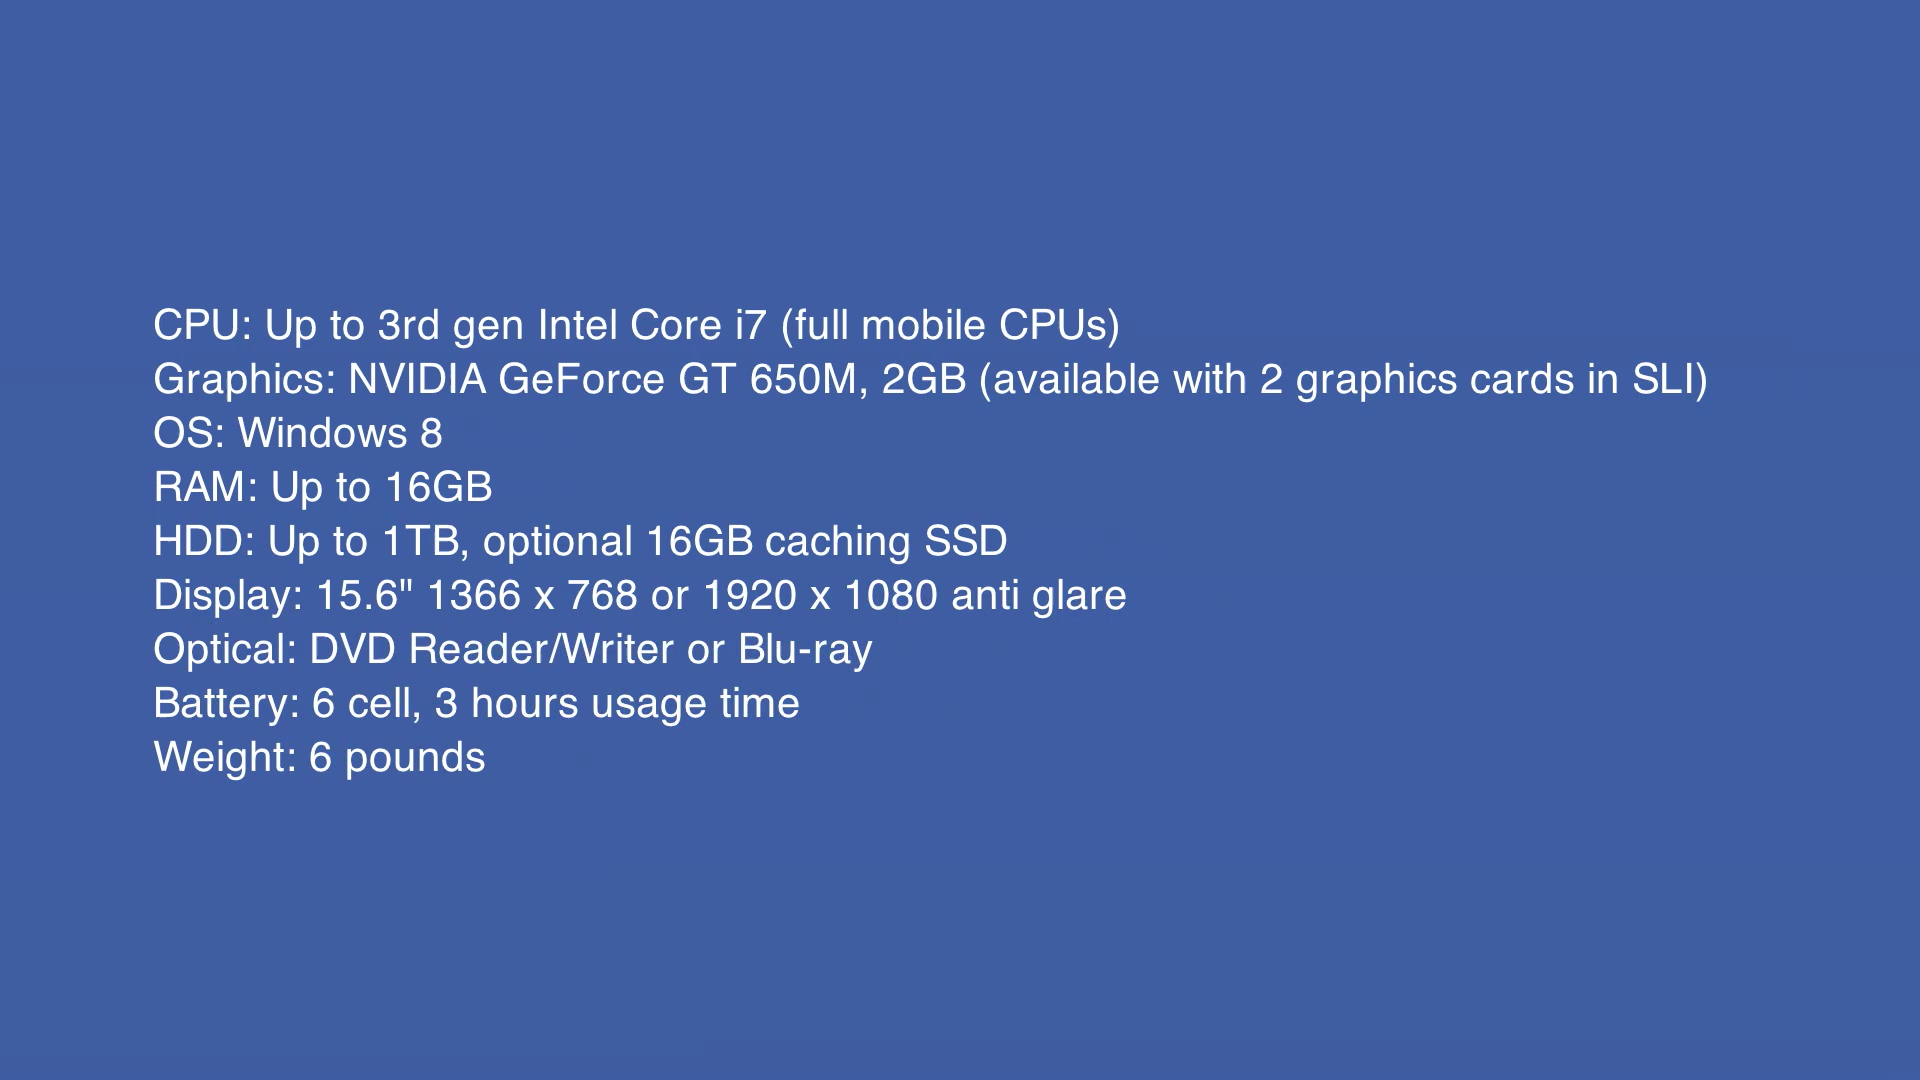 CPU: Up to 3rd gen Intel Core i7 (full mobile CPUs)
Graphics: NVIDIA GeForce GT 650M, 2GB (available with 2 graphics cards in SLI)
OS: Windows 8
RAM: Up to 16GB
HDD: Up to 1TB, optional 16GB caching SSD
Display: 15.6" 1366 x 768 or 1920 x 1080 anti glare
Optical: DVD Reader/Writer or Blu-ray
Battery: 6 cell, 3 hours usage time
Weight: 6 pounds